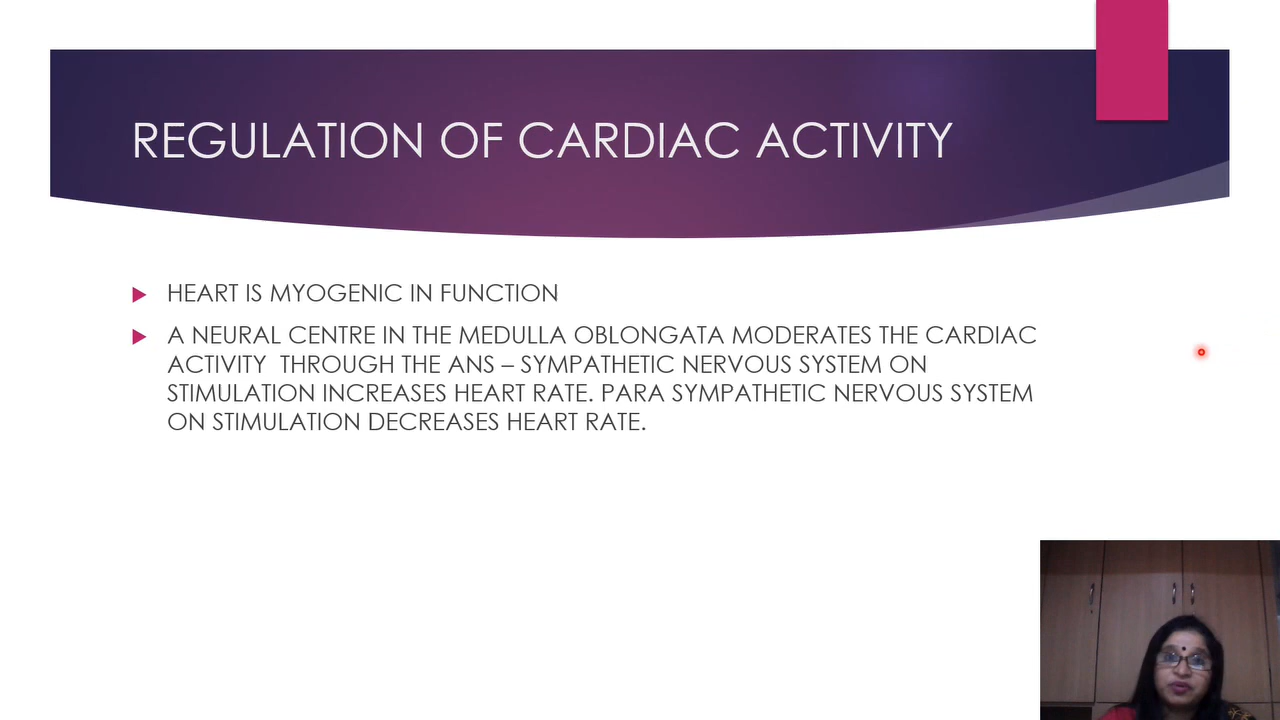 REGULATION OF CARDIAC ACTIVITY
HEART IS MYOGENIC IN FUNCTION
A NEURAL CENTRE IN THE MEDULLA OBLONGATA MODERATES THE CARDIAC
ACTIVITY THROUGH THE ANS – SYMPATHETIC NERVOUS SYSTEM ON
STIMULATION INCREASES HEART RATE. PARA SYMPATHETIC NERVOUS SYSTEM
ON STIMULATION DECREASES HEART RATE.